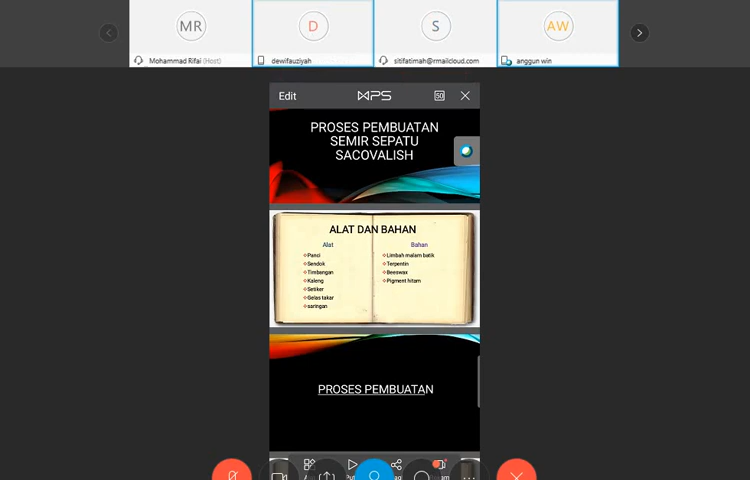 MR
D
S
AW
Mohammad Rifai (Host)
dewifauziyah
sitifatimah@rmailcloud.com
anggun win
Edit
WPS
50
PROSES PEMBUATAN
SEMIR SEPATU
SACOVALISH
ALAT DAN BAHAN
Alat
Panci
Sendok
Timbangan
Kaleng
Setiker
Gelas takar
saringan
Bahan
Limbah malam batik
Terpentin
Beeswax
Pigment hitam
PROSES PEMBUATAN